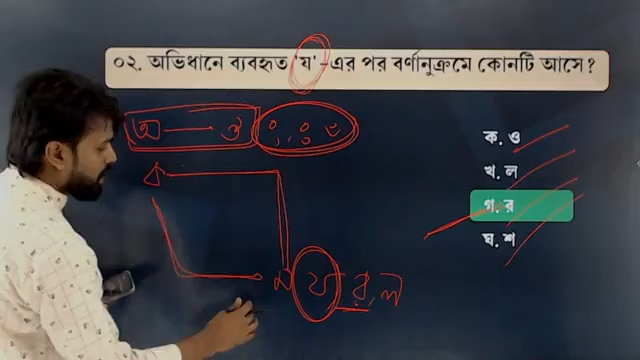 ০২. অভিধানে ব্যবহৃত 'য'-এর পর বর্ণানুক্রমে কোনটি আসে?
অ ঔ ং ঃ ঁ
ক. ও
খ. ল
গ. র
ঘ. শ
ক
ম য র, ল